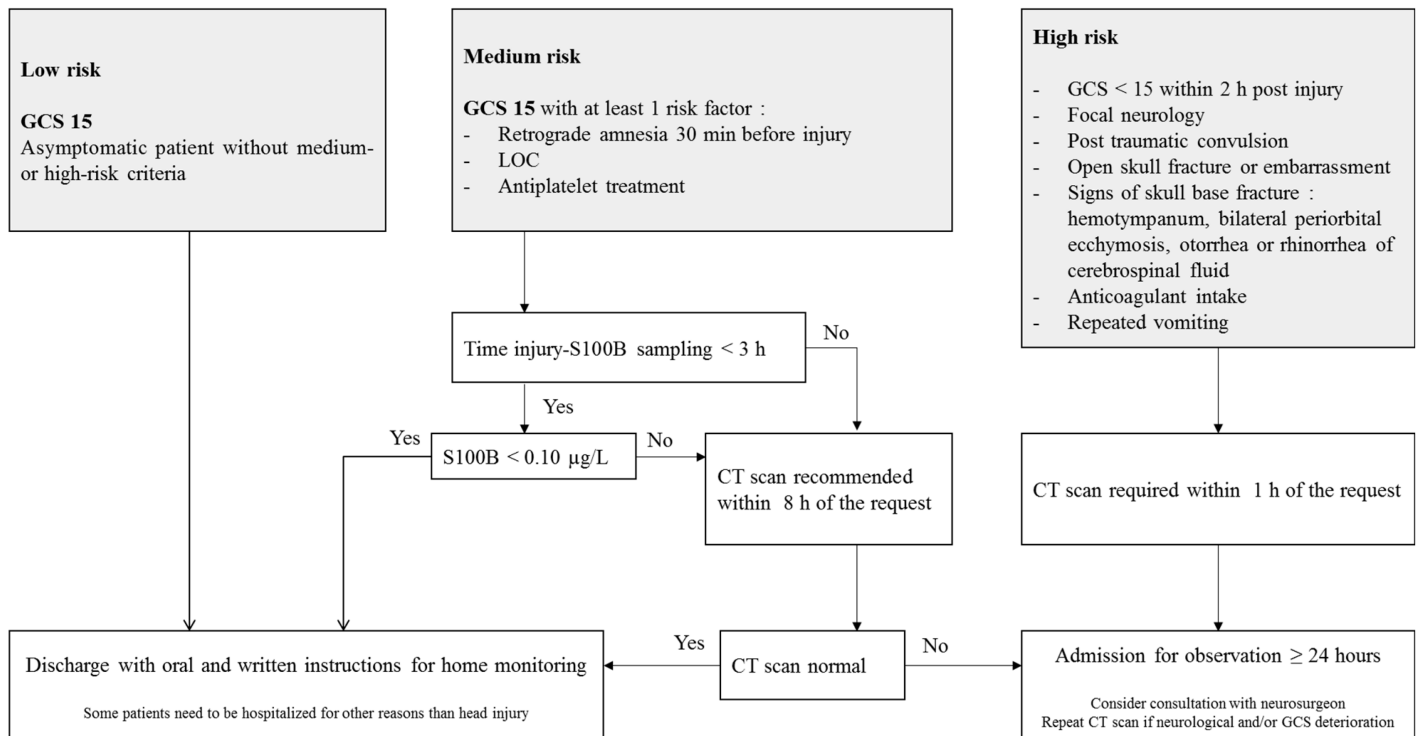 Low risk
GCS 15
Asymptomatic patient without medium-
or high-risk criteria
Medium risk
GCS 15 with at least 1 risk factor :
- Retrograde amnesia 30 min before injury
- LOC
- Antiplatelet treatment
High risk
- GCS < 15 within 2 h post injury
- Focal neurology
- Post traumatic convulsion
- Open skull fracture or embarrassment
- Signs of skull base fracture :
hemotympanum, bilateral periorbital
ecchymosis, otorrhea or rhinorrhea of
cerebrospinal fluid
- Anticoagulant intake
- Repeated vomiting
Time injury-S100B sampling < 3 h
No
Yes
Yes
S100B < 0.10 µg/L
No
CT scan recommended
within 8 h of the request
CT scan required within 1 h of the request
Discharge with oral and written instructions for home monitoring
Some patients need to be hospitalized for other reasons than head injury
Yes
CT scan normal
No
Admission for observation ≥ 24 hours
Consider consultation with neurosurgeon
Repeat CT scan if neurological and/or GCS deterioration